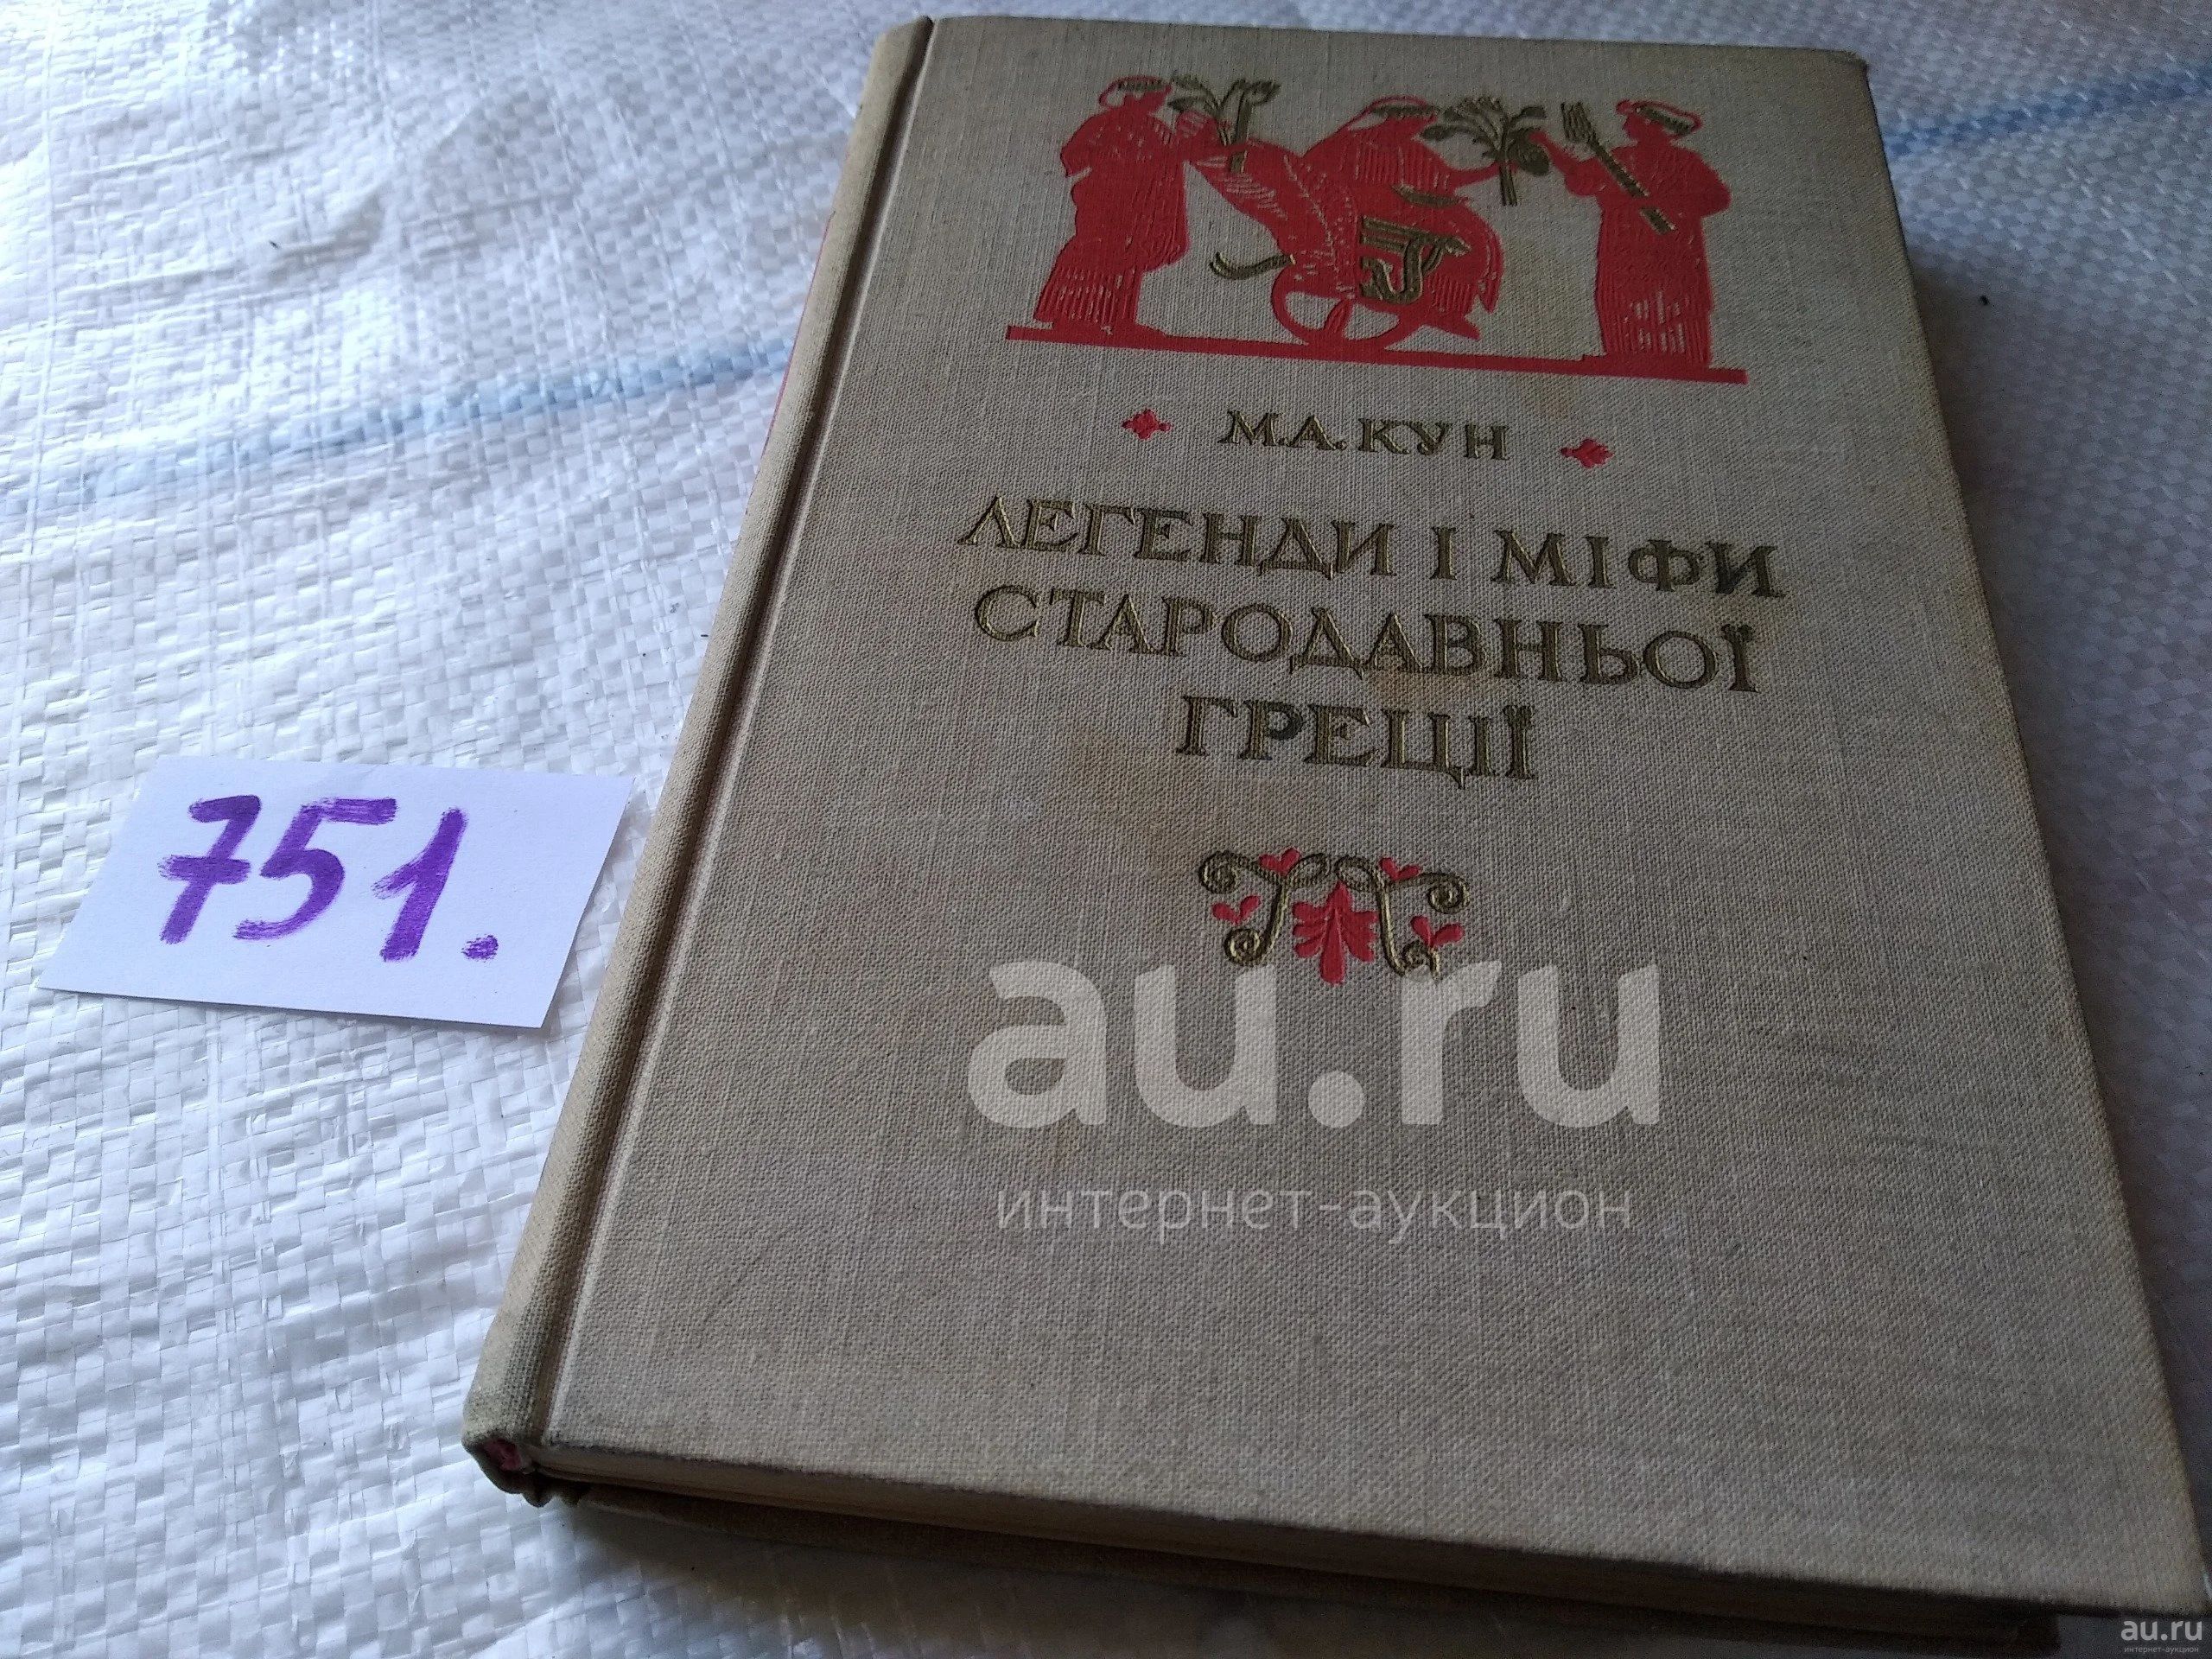 М.А.КУН
ЛЕГЕНДИ І МІФИ
СТАРОДАВНЬОЇ
ГРЕЦІЇ
751.
au.ru
интернет-аукцион
au.ru
интернет-аукцион